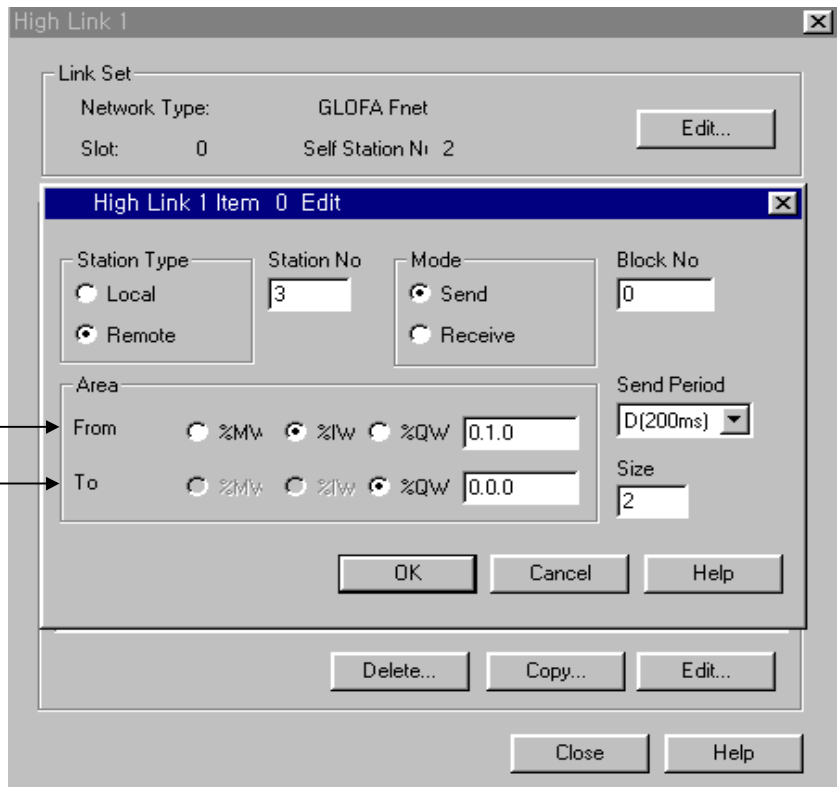 High Link 1
Link Set
Network Type: GLOFA Fnet
Slot: 0 Self Station N 2
Edit...
High Link 1 Item 0 Edit
Station Type
Local
Remote
Station No
3
Mode
Send
Receive
Block No
0
Area
From %MW %IW %QW 0.1.0
To %MW %IW %QW 0.0.0
Send Period
D(200ms)
Size
2
OK Cancel Help
Delete... Copy... Edit...
Close Help